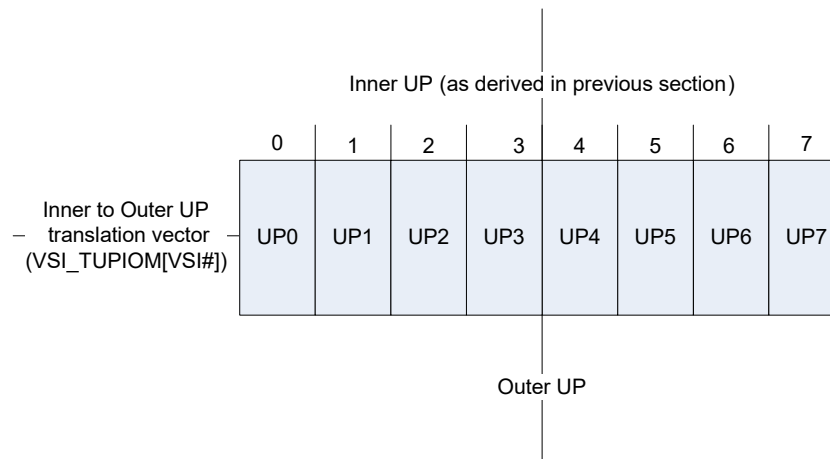 Inner UP (as derived in previous section)
0 1 2 3 4 5 6 7
Inner to Outer UP
translation vector
(VSI_TUPIOM[VSI#])
UP0 UP1 UP2 UP3 UP4 UP5 UP6 UP7
Outer UP